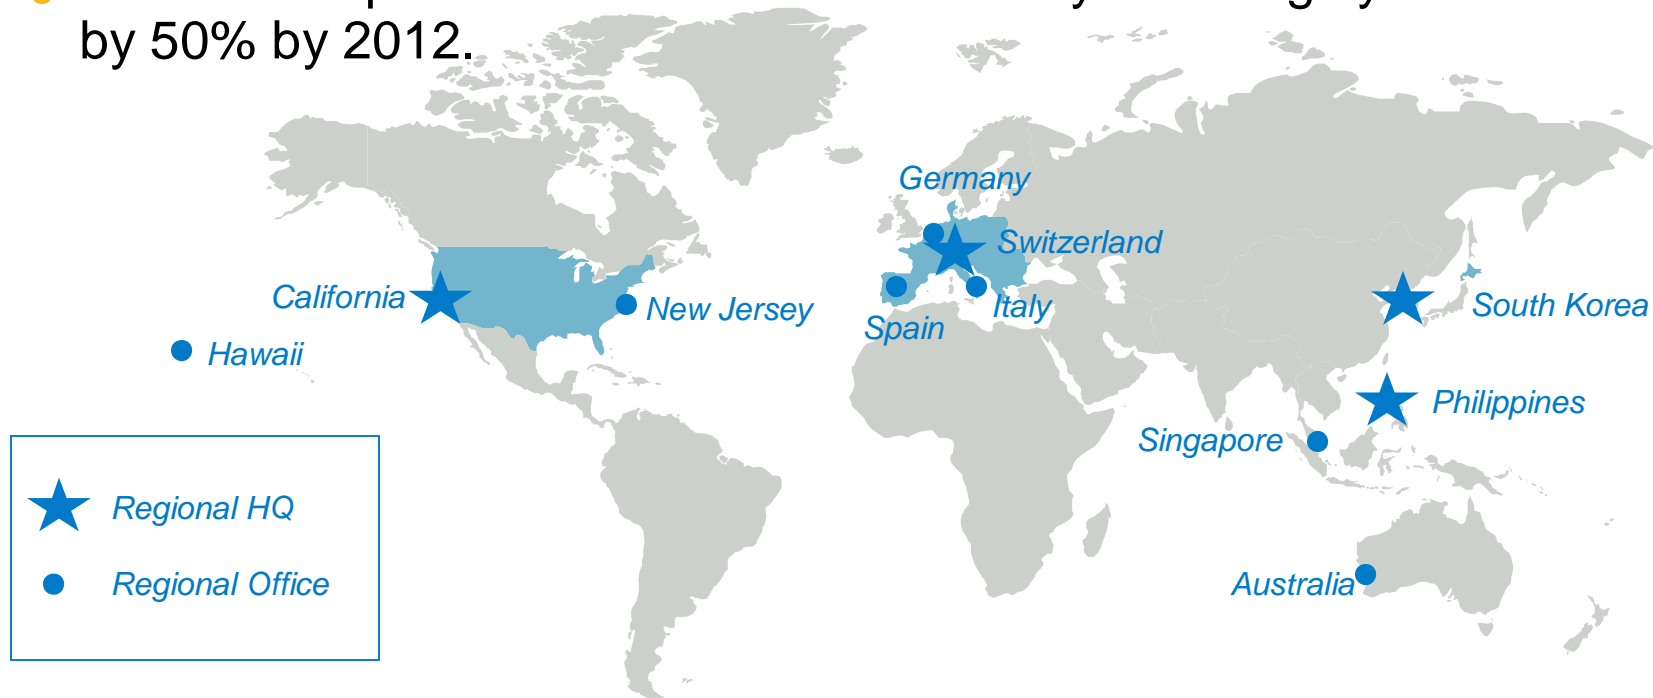 by 50% by 2012.
Germany
Switzerland
California
New Jersey
Italy
South Korea
Spain
Hawaii
Philippines
Singapore
Regional HQ
Regional Office
Australia